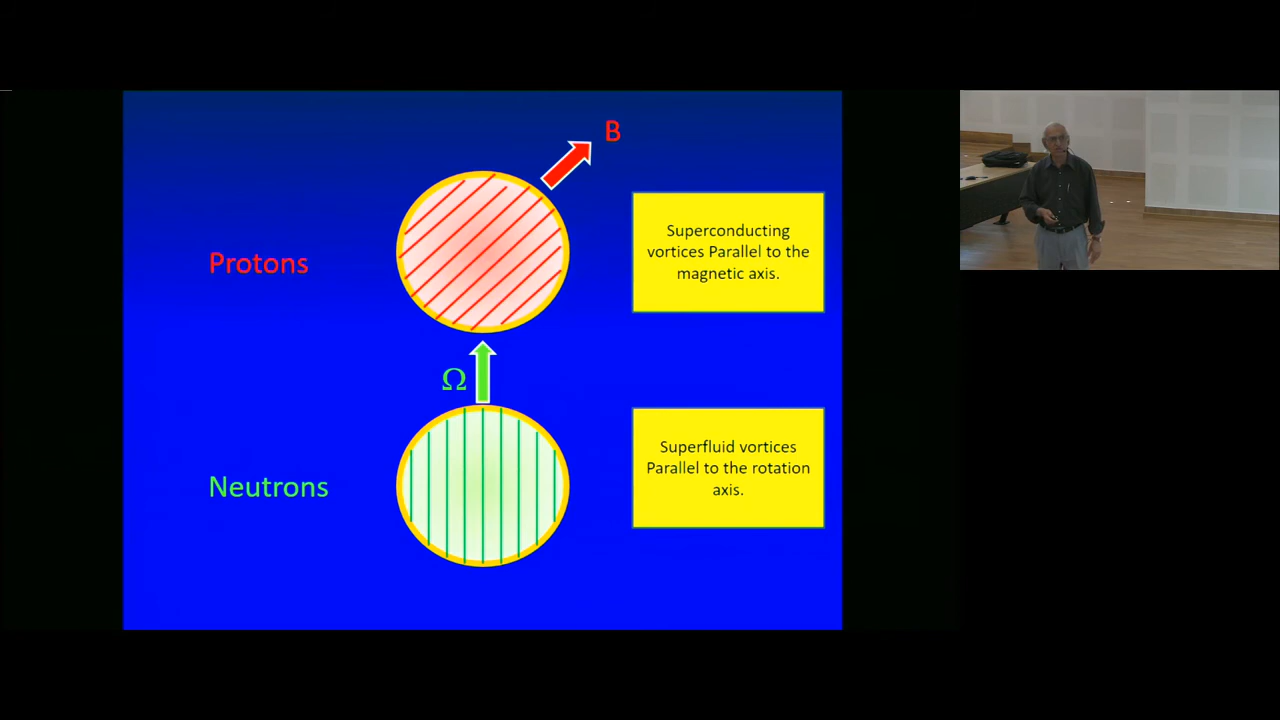 B
Protons
Superconducting
vortices Parallel to the
magnetic axis.
Ω
Neutrons
Superfluid vortices
Parallel to the rotation
axis.